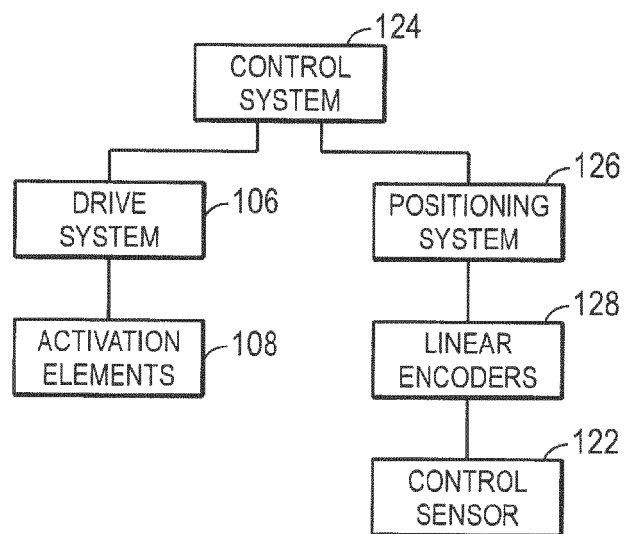 124
CONTROL
SYSTEM
126
DRIVE
SYSTEM
106
POSITIONING
SYSTEM
128
ACTIVATION
ELEMENTS
108
LINEAR
ENCODERS
122
CONTROL
SENSOR